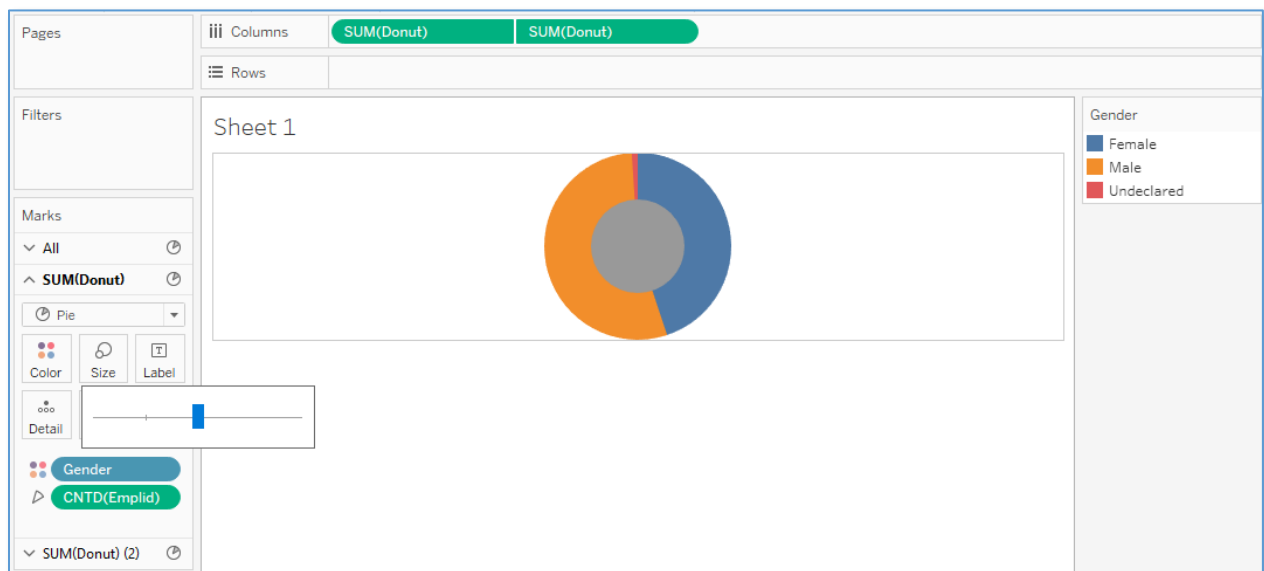 Pages
Columns
SUM(Donut)
SUM(Donut)
Rows
Filters
Sheet 1
Gender
Female
Male
Undeclared
Marks
All
SUM(Donut)
Pie
Color
Size
T
Label
Detail
Gender
CNTD(Emplid)
SUM(Donut) (2)